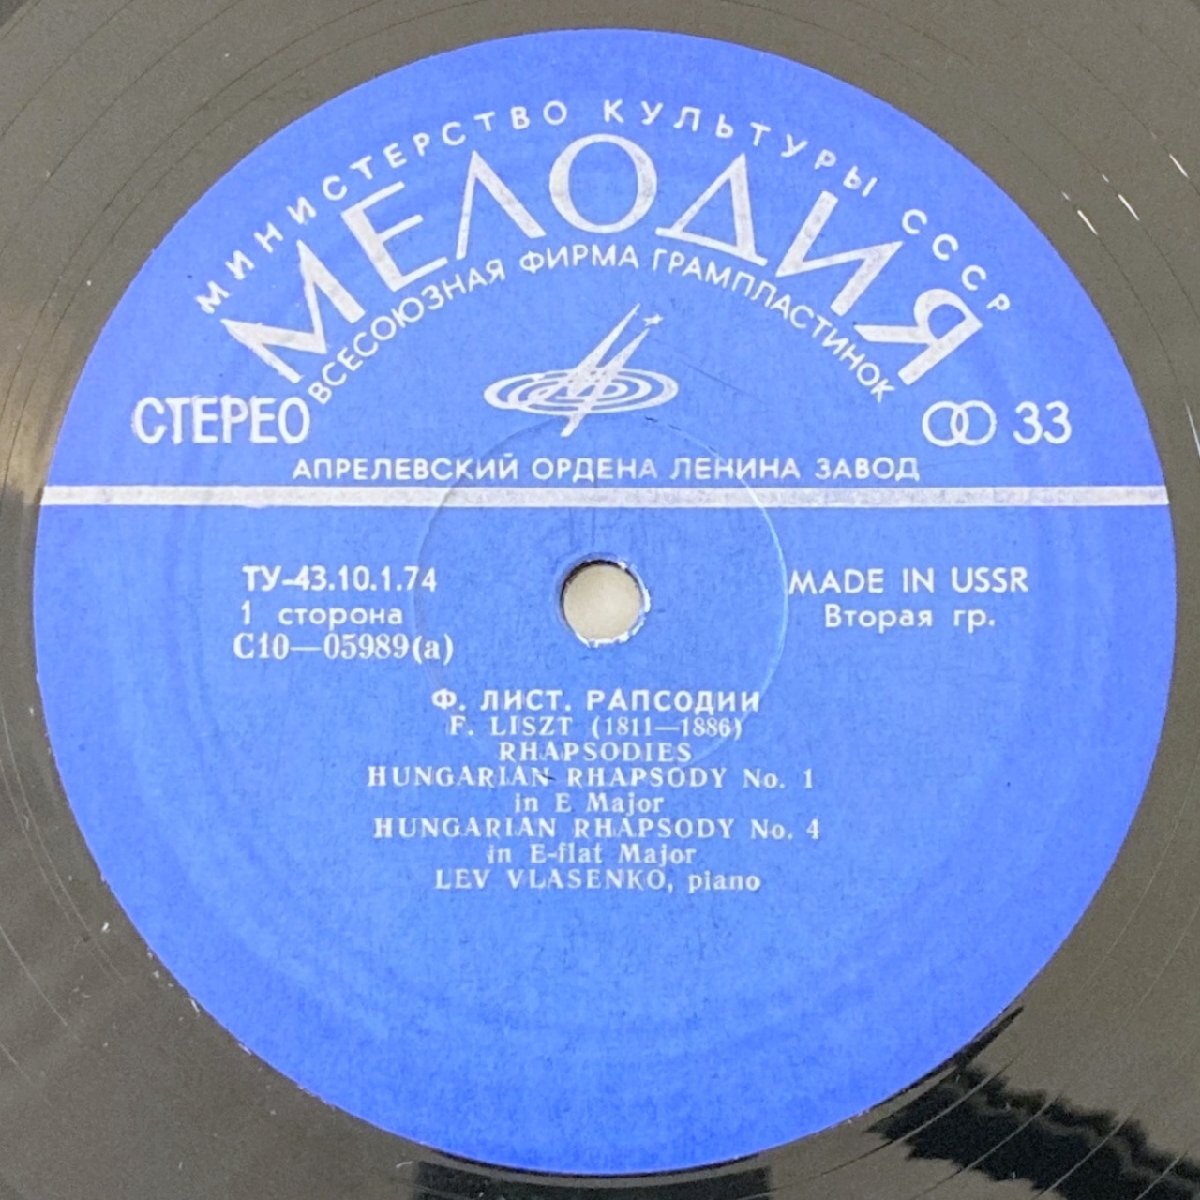 МИНИСТЕРСТВО КУЛЬТУРЫ СССР
МЕЛОДИЯ
ВСЕСОЮЗНАЯ ФИРМА ГРАМПЛАСТИНОК
СТЕРЕО
33
АПРЕЛЕВСКИЙ ОРДЕНА ЛЕНИНА ЗАВОД
ТУ-43.10.1.74
1 сторона
С10—05989(а)
MADE IN USSR
Вторая гр.
Ф. ЛИСТ. РАПСОДИИ
F. LISZT (1811—1886)
RHAPSODIES
HUNGARIAN RHAPSODY No. 1
in E Major
HUNGARIAN RHAPSODY No. 4
in E-flat Major
LEV VLASENKO, piano